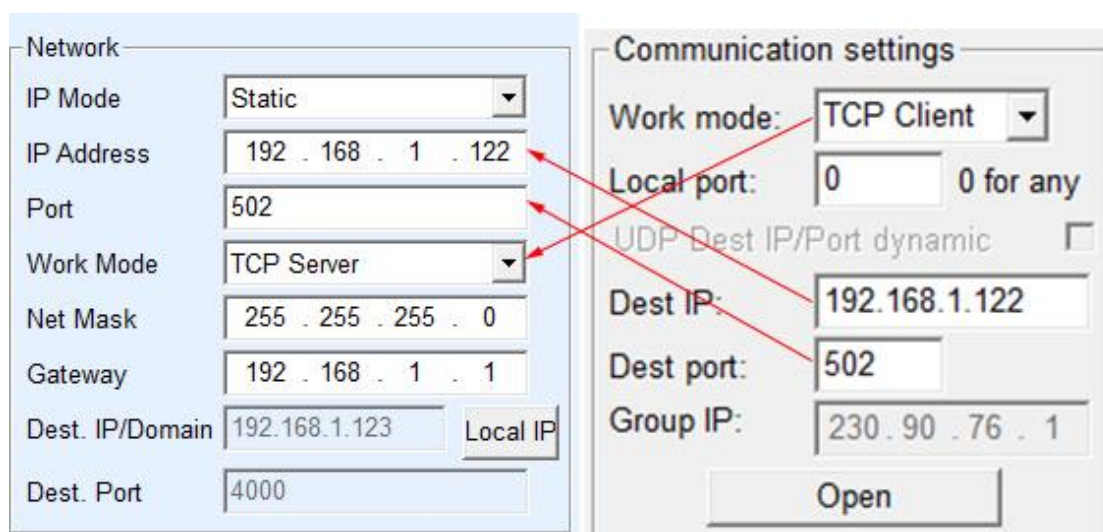 Network
IP Mode Static
IP Address 192 . 168 . 1 . 122
Port 502
Work Mode TCP Server
Net Mask 255 . 255 . 255 . 0
Gateway 192 . 168 . 1 . 1
Dest. IP/Domain 192.168.1.123 Local IP
Dest. Port 4000
Communication settings
Work mode: TCP Client
Local port: 0 0 for any
UDP Dest IP/Port dynamic
Dest IP: 192.168.1.122
Dest port: 502
Group IP: 230 . 90 . 76 . 1
Open